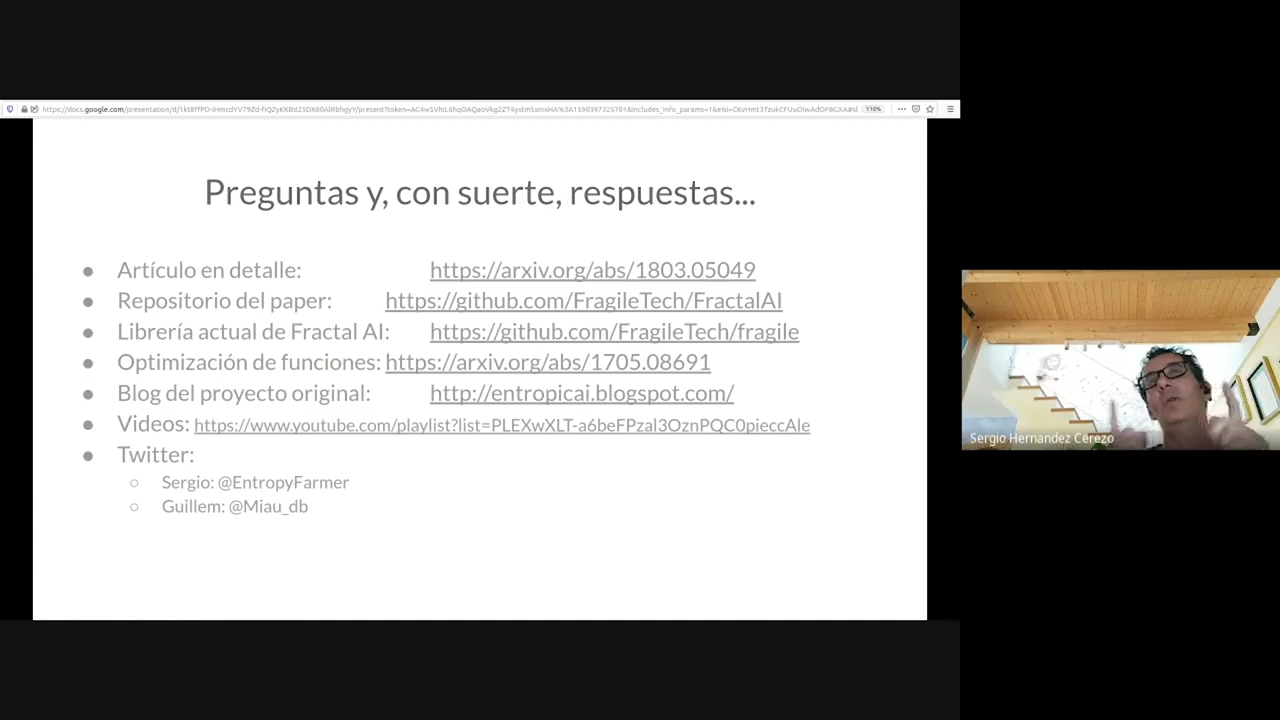 Preguntas y, con suerte, respuestas...
● Artículo en detalle: https://arxiv.org/abs/1803.05049
● Repositorio del paper: https://github.com/FragileTech/FractalAI
● Librería actual de Fractal AI: https://github.com/FragileTech/fragile
● Optimización de funciones: https://arxiv.org/abs/1705.08691
● Blog del proyecto original: http://entropicai.blogspot.com/
● Videos: https://www.youtube.com/playlist?list=PLEXwXLT-a6beFPzal3OznPQC0pieccAle
● Twitter:
○ Sergio: @EntropyFarmer
○ Guillem: @Miau_db
110%
Sergio Hernandez Cerezo